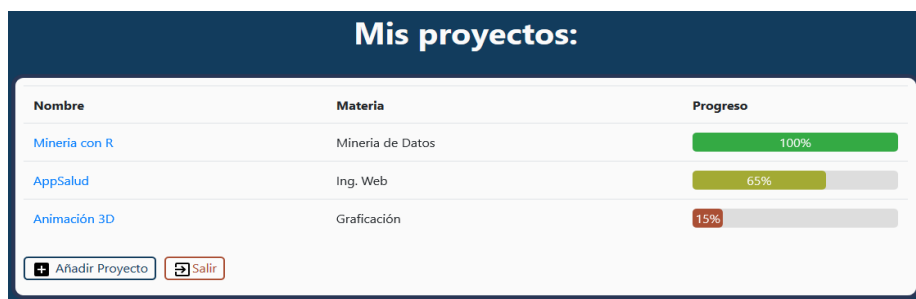 Mis proyectos:
Nombre Materia Progreso
Mineria con R Mineria de Datos 100%
AppSalud Ing. Web 65%
Animación 3D Graficación 15%
Añadir Proyecto Salir